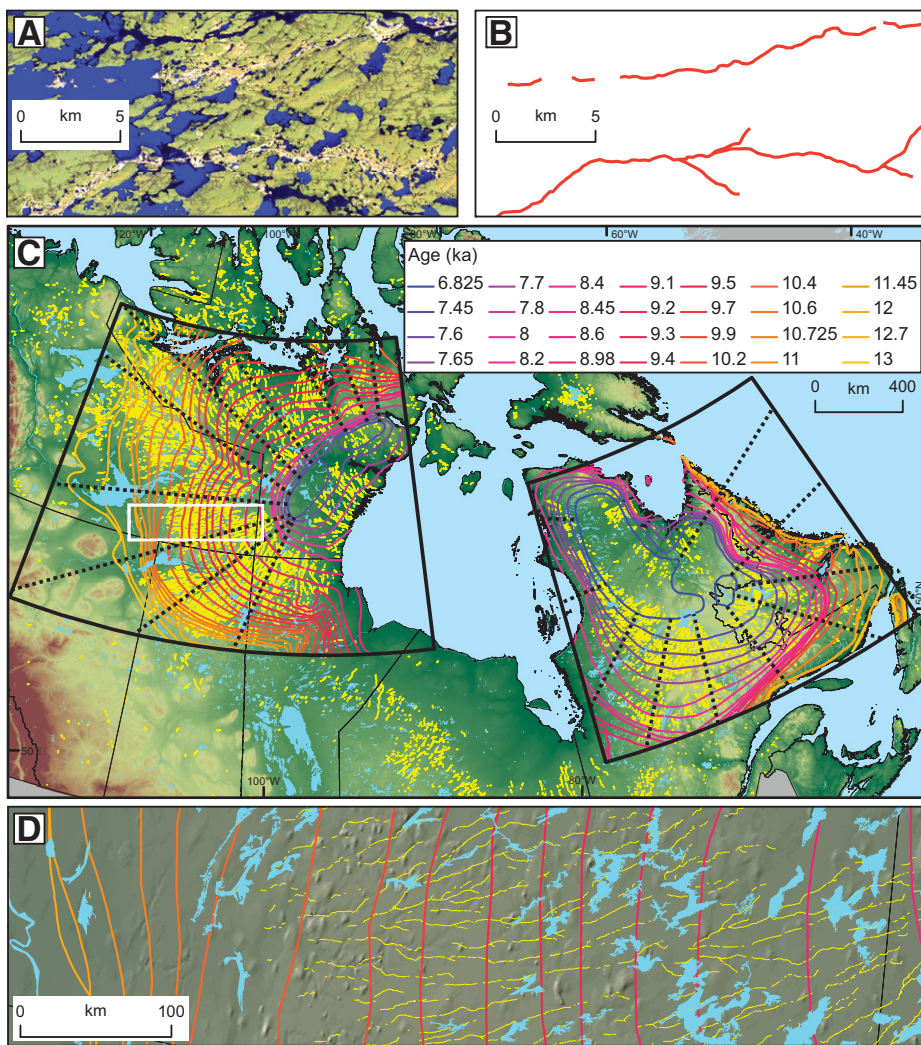 A
B
0 km 5
0 km 5
C
120°W 100°W 80°W 60°W 40°W
Age (ka)
6.825 7.7 8.4 9.1 9.5 10.4 11.45
7.45 7.8 8.45 9.2 9.7 10.6 12
7.6 8 8.6 9.3 9.9 10.725 12.7
7.65 8.2 8.98 9.4 10.2 11 13
0 km 400
50°N
50
100°W 80°W
D
0 km 100